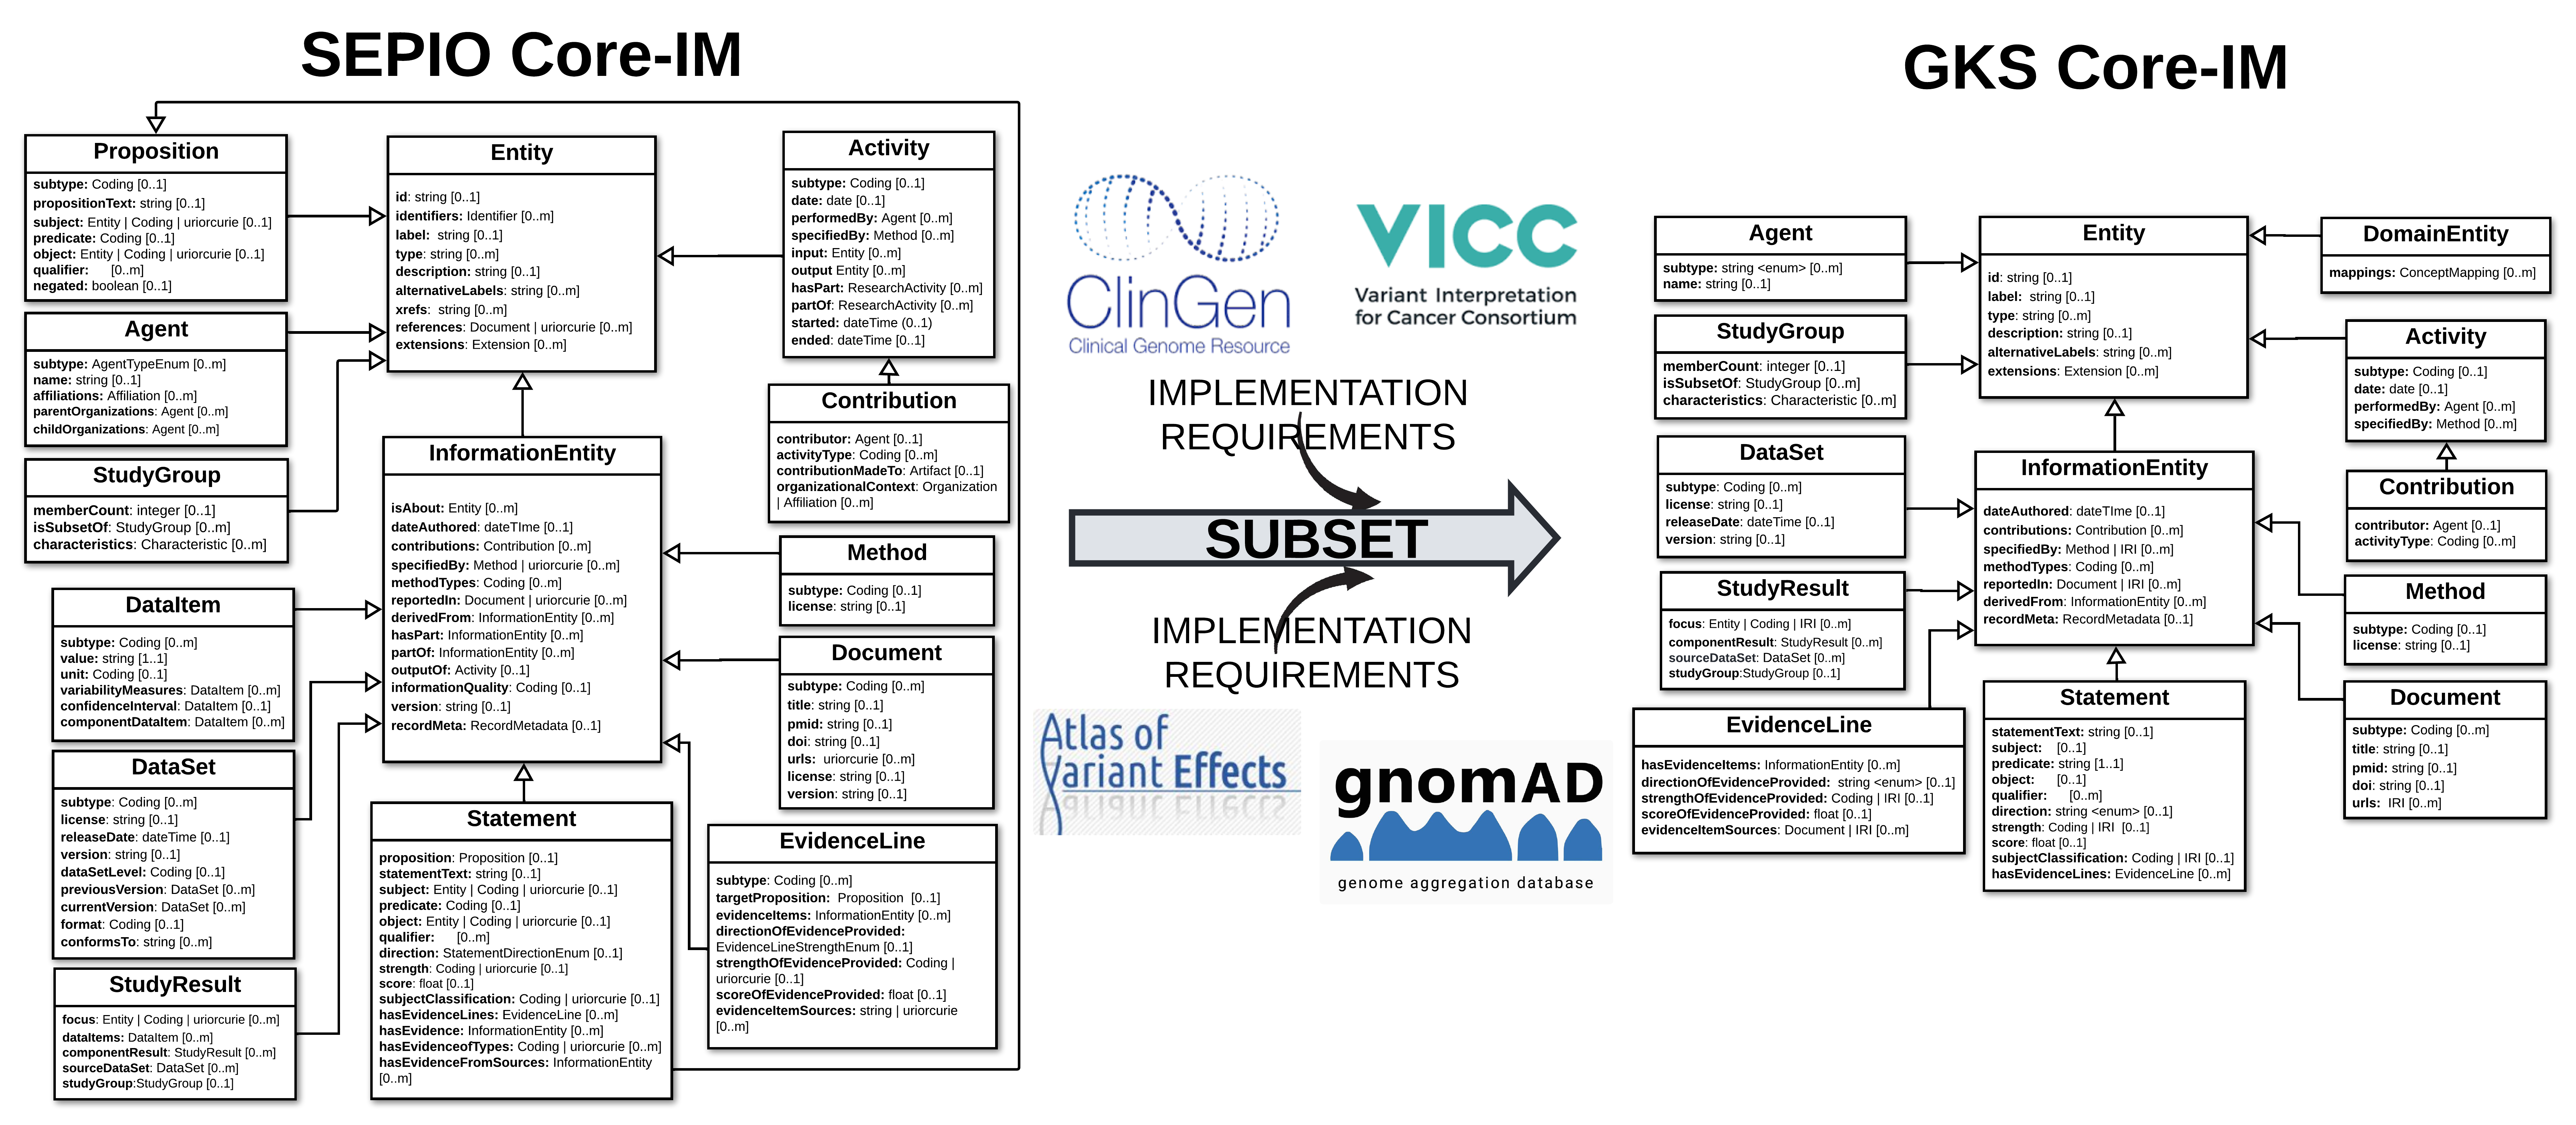 SEPIO Core-IM
Proposition
subtype: Coding [0..1]
propositionText: string [0..1]
subject: Entity | Coding | uriorcurie [0..1]
predicate: Coding [0..1]
object: Entity | Coding | uriorcurie [0..1]
qualifier: [0..m]
negated: boolean [0..1]
Agent
subtype: AgentTypeEnum [0..m]
name: string [0..1]
affiliations: Affiliation [0..m]
parentOrganizations: Agent [0..m]
childOrganizations: Agent [0..m]
StudyGroup
memberCount: integer [0..1]
isSubsetOf: StudyGroup [0..m]
characteristics: Characteristic [0..m]
DataItem
subtype: Coding [0..m]
value: string [1..1]
unit: Coding [0..1]
variabilityMeasures: DataItem [0..m]
confidenceInterval: DataItem [0..1]
componentDataItem: DataItem [0..m]
DataSet
subtype: Coding [0..m]
license: string [0..1]
releaseDate: dateTime [0..1]
version: string [0..1]
dataSetLevel: Coding [0..1]
previousVersion: DataSet [0..m]
currentVersion: DataSet [0..m]
format: Coding [0..1]
conformsTo: string [0..m]
StudyResult
focus: Entity | Coding | uriorcurie [0..m]
dataItems: DataItem [0..m]
componentResult: StudyResult [0..m]
sourceDataSet: DataSet [0..m]
studyGroup:StudyGroup [0..1]
Entity
id: string [0..1]
identifiers: Identifier [0..m]
label: string [0..1]
type: string [0..m]
description: string [0..1]
alternativeLabels: string [0..m]
xrefs: string [0..m]
references: Document | uriorcurie [0..m]
extensions: Extension [0..m]
InformationEntity
isAbout: Entity [0..m]
dateAuthored: dateTIme [0..1]
contributions: Contribution [0..m]
specifiedBy: Method | uriorcurie [0..m]
methodTypes: Coding [0..m]
reportedIn: Document | uriorcurie [0..m]
derivedFrom: InformationEntity [0..m]
hasPart: InformationEntity [0..m]
partOf: InformationEntity [0..m]
outputOf: Activity [0..1]
informationQuality: Coding [0..1]
version: string [0..1]
recordMeta: RecordMetadata [0..1]
Statement
proposition: Proposition [0..1]
statementText: string [0..1]
subject: Entity | Coding | uriorcurie [0..1]
predicate: Coding [0..1]
object: Entity | Coding | uriorcurie [0..1]
qualifier: [0..m]
direction: StatementDirectionEnum [0..1]
strength: Coding | uriorcurie [0..1]
score: float [0..1]
subjectClassification: Coding | uriorcurie [0..1]
hasEvidenceLines: EvidenceLine [0..m]
hasEvidence: InformationEntity [0..m]
hasEvidenceofTypes: Coding | uriorcurie [0..m]
hasEvidenceFromSources: InformationEntity
[0..m]
Activity
subtype: Coding [0..1]
date: date [0..1]
performedBy: Agent [0..m]
specifiedBy: Method [0..m]
input: Entity [0..m]
output Entity [0..m]
hasPart: ResearchActivity [0..m]
partOf: ResearchActivity [0..m]
started: dateTime (0..1)
ended: dateTime [0..1]
Contribution
contributor: Agent [0..1]
activityType: Coding [0..m]
contributionMadeTo: Artifact [0..1]
organizationalContext: Organization
| Affiliation [0..m]
Method
subtype: Coding [0..1]
license: string [0..1]
Document
subtype: Coding [0..m]
title: string [0..1]
pmid: string [0..1]
doi: string [0..1]
urls: uriorcurie [0..m]
license: string [0..1]
version: string [0..1]
EvidenceLine
subtype: Coding [0..m]
targetProposition: Proposition [0..1]
evidenceItems: InformationEntity [0..m]
directionOfEvidenceProvided:
EvidenceLineStrengthEnum [0..1]
strengthOfEvidenceProvided: Coding |
uriorcurie [0..1]
scoreOfEvidenceProvided: float [0..1]
evidenceItemSources: string | uriorcurie
[0..m]
ClinGen
Clinical Genome Resource
VICC
Variant Interpretation
for Cancer Consortium
IMPLEMENTATION
REQUIREMENTS
SUBSET
IMPLEMENTATION
REQUIREMENTS
Atlas of
Variant Effects
gnomAD
genome aggregation database
GKS Core-IM
Agent
subtype: string <enum> [0..m]
name: string [0..1]
StudyGroup
memberCount: integer [0..1]
isSubsetOf: StudyGroup [0..m]
characteristics: Characteristic [0..m]
DataSet
subtype: Coding [0..m]
license: string [0..1]
releaseDate: dateTime [0..1]
version: string [0..1]
StudyResult
focus: Entity | Coding | IRI [0..m]
componentResult: StudyResult [0..m]
sourceDataSet: DataSet [0..m]
studyGroup:StudyGroup [0..1]
EvidenceLine
hasEvidenceItems: InformationEntity [0..m]
directionOfEvidenceProvided: string <enum> [0..1]
strengthOfEvidenceProvided: Coding | IRI [0..1]
scoreOfEvidenceProvided: float [0..1]
evidenceItemSources: Document | IRI [0..m]
Entity
id: string [0..1]
label: string [0..1]
type: string [0..m]
description: string [0..1]
alternativeLabels: string [0..m]
extensions: Extension [0..m]
InformationEntity
dateAuthored: dateTIme [0..1]
contributions: Contribution [0..m]
specifiedBy: Method | IRI [0..m]
methodTypes: Coding [0..m]
reportedIn: Document | IRI [0..m]
derivedFrom: InformationEntity [0..m]
recordMeta: RecordMetadata [0..1]
Statement
statementText: string [0..1]
subject: [0..1]
predicate: string [1..1]
object: [0..1]
qualifier: [0..m]
direction: string <enum> [0..1]
strength: Coding | IRI [0..1]
score: float [0..1]
subjectClassification: Coding | IRI [0..1]
hasEvidenceLines: EvidenceLine [0..m]
DomainEntity
mappings: ConceptMapping [0..m]
Activity
subtype: Coding [0..1]
date: date [0..1]
performedBy: Agent [0..m]
specifiedBy: Method [0..m]
Contribution
contributor: Agent [0..1]
activityType: Coding [0..m]
Method
subtype: Coding [0..1]
license: string [0..1]
Document
subtype: Coding [0..m]
title: string [0..1]
pmid: string [0..1]
doi: string [0..1]
urls: IRI [0..m]